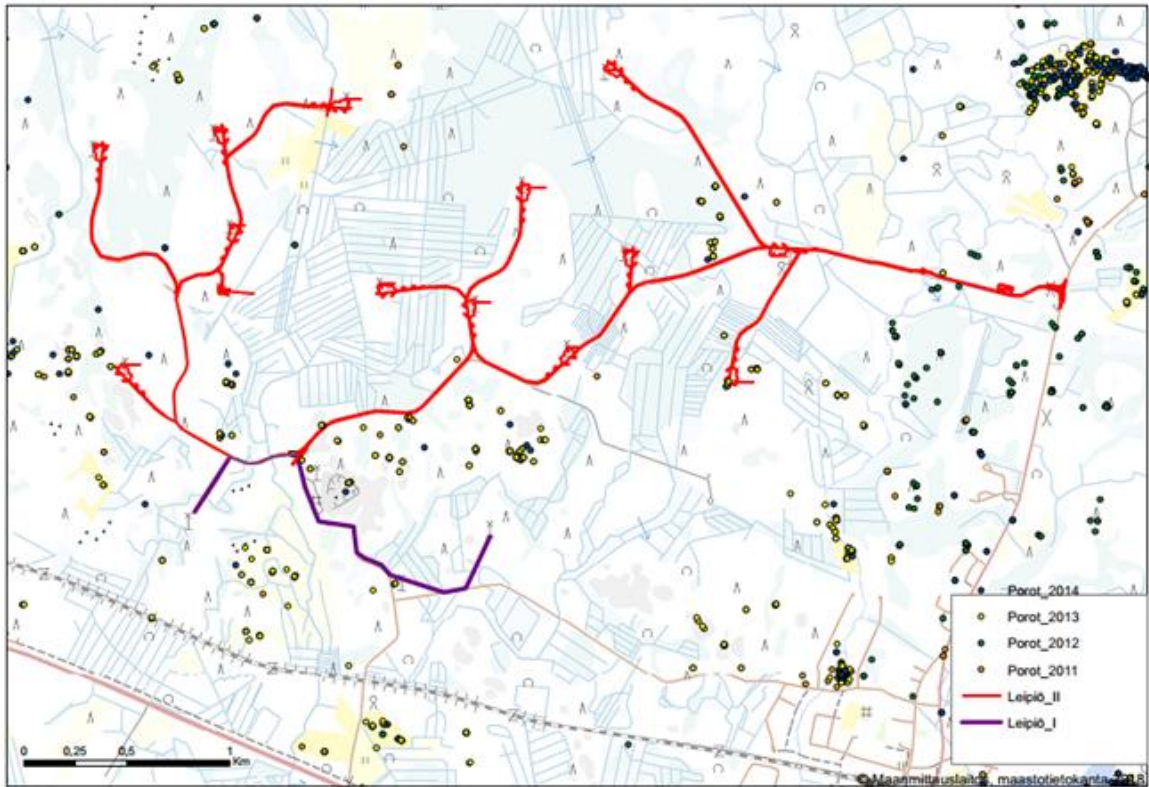 Porot_2014
Porot_2013
Porot_2012
Porot_2011
Leipiö_II
Leipiö_I
0 0,25 0,5 1
Km
© Maanmittauslaitos, maastotietokanta